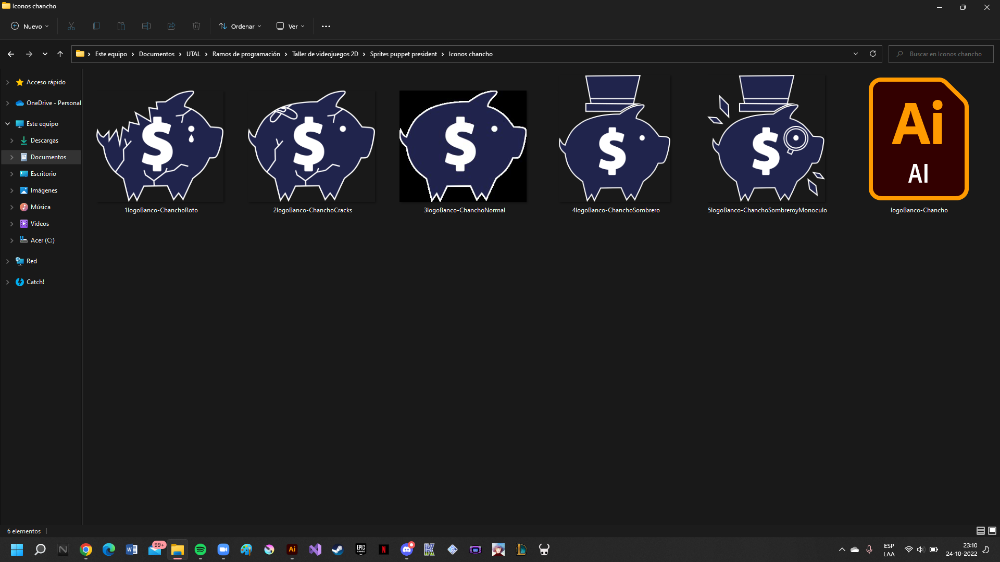 Iconos chancho
Nuevo
Ordenar
Ver
Este equipo > Documentos > UTAL > Ramos de programación > Taller de videojuegos 2D > Sprites puppet president > Iconos chancho
Buscar en Iconos chancho
Acceso rápido
OneDrive - Personal
Este equipo
Descargas
Documentos
Escritorio
Imágenes
Música
Videos
Acer (C:)
Red
Catch!
$
$
$
$
$
Ai
AI
1logoBanco-ChanchoRoto
2logoBanco-ChanchoCracks
3logoBanco-ChanchoNormal
4logoBanco-ChanchoSombrero
5logoBanco-ChanchoSombreroyMonoculo
logoBanco-Chancho
6 elementos
N
W
99+
Ai
EPIC
GAMES
N
K
ESP
LAA
23:10
24-10-2022